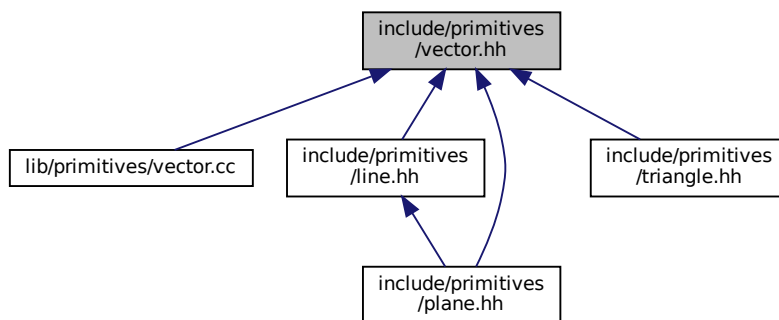 include/primitives
/vector.hh
lib/primitives/vector.cc
include/primitives
/line.hh
include/primitives
/triangle.hh
include/primitives
/plane.hh